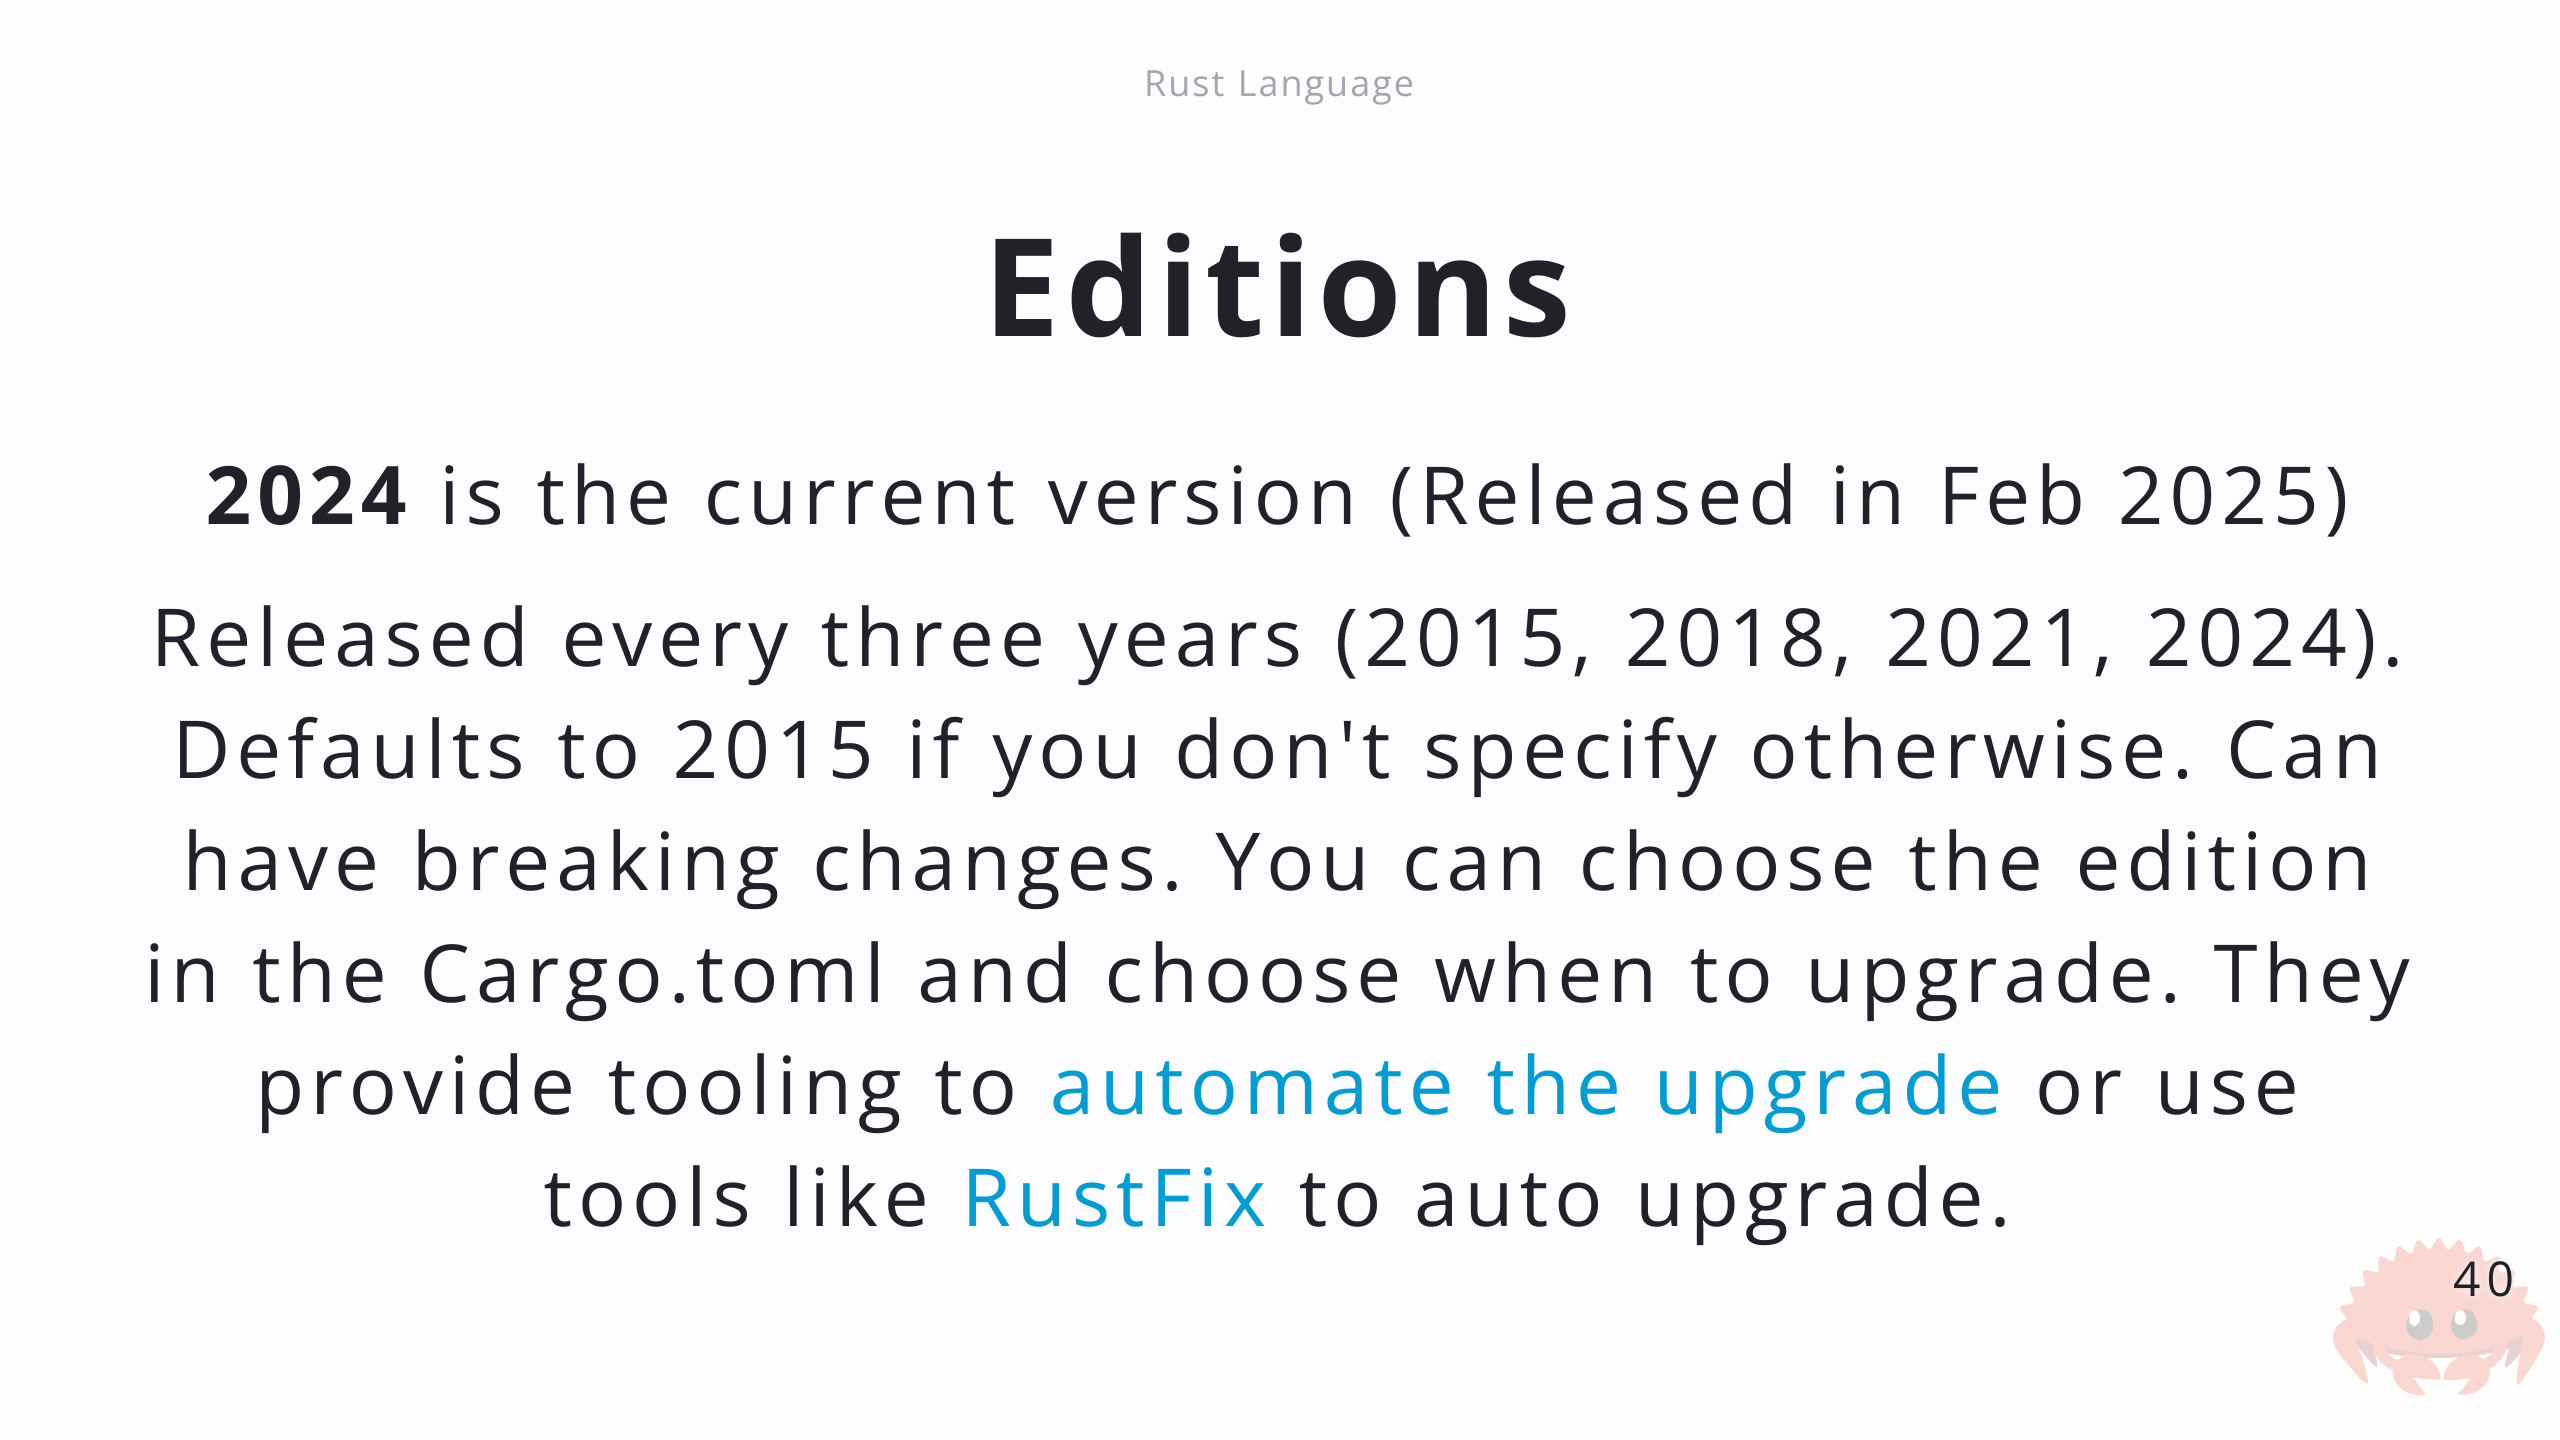 Rust Language
Editions
2024 is the current version (Released in Feb 2025)
Released every three years (2015, 2018, 2021, 2024).
Defaults to 2015 if you don't specify otherwise. Can
have breaking changes. You can choose the edition
in the Cargo.toml and choose when to upgrade. They
provide tooling to automate the upgrade or use
tools like RustFix to auto upgrade.
40